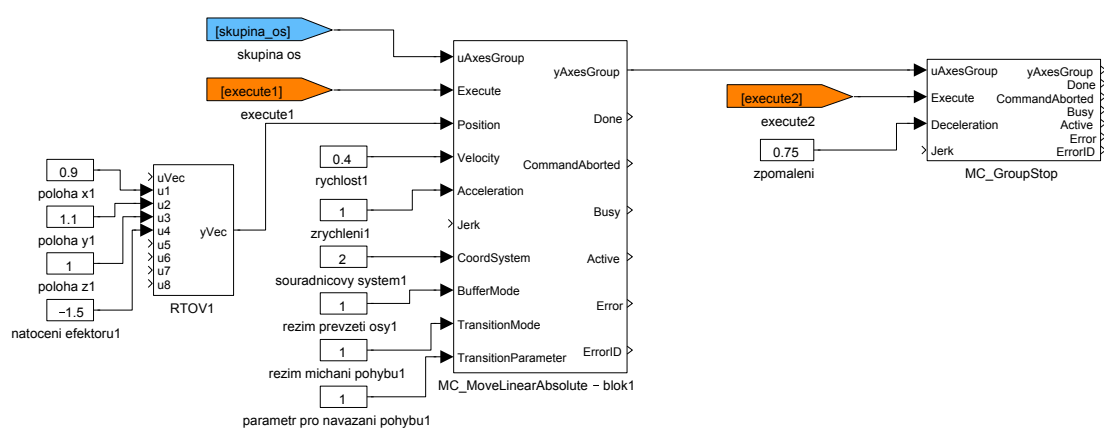 [skupina_os]
skupina os
[execute1]
execute1
0.9
poloha x1
1.1
poloha y1
1
poloha z1
−1.5
natoceni efektoru1
uVec
u1
u2
u3
u4
u5
u6
u7
u8
yVec
RTOV1
0.4
rychlost1
1
zrychleni1
2
souradnicovy system1
1
rezim prevzeti osy1
1
rezim michani pohybu1
1
parametr pro navazani pohybu1
uAxesGroup
Execute
Position
Velocity
Acceleration
Jerk
CoordSystem
BufferMode
TransitionMode
TransitionParameter
yAxesGroup
Done
CommandAborted
Busy
Active
Error
ErrorID
MC_MoveLinearAbsolute − blok1
[execute2]
execute2
0.75
zpomaleni
uAxesGroup
Execute
Deceleration
Jerk
yAxesGroup
Done
CommandAborted
Busy
Active
Error
ErrorID
MC_GroupStop